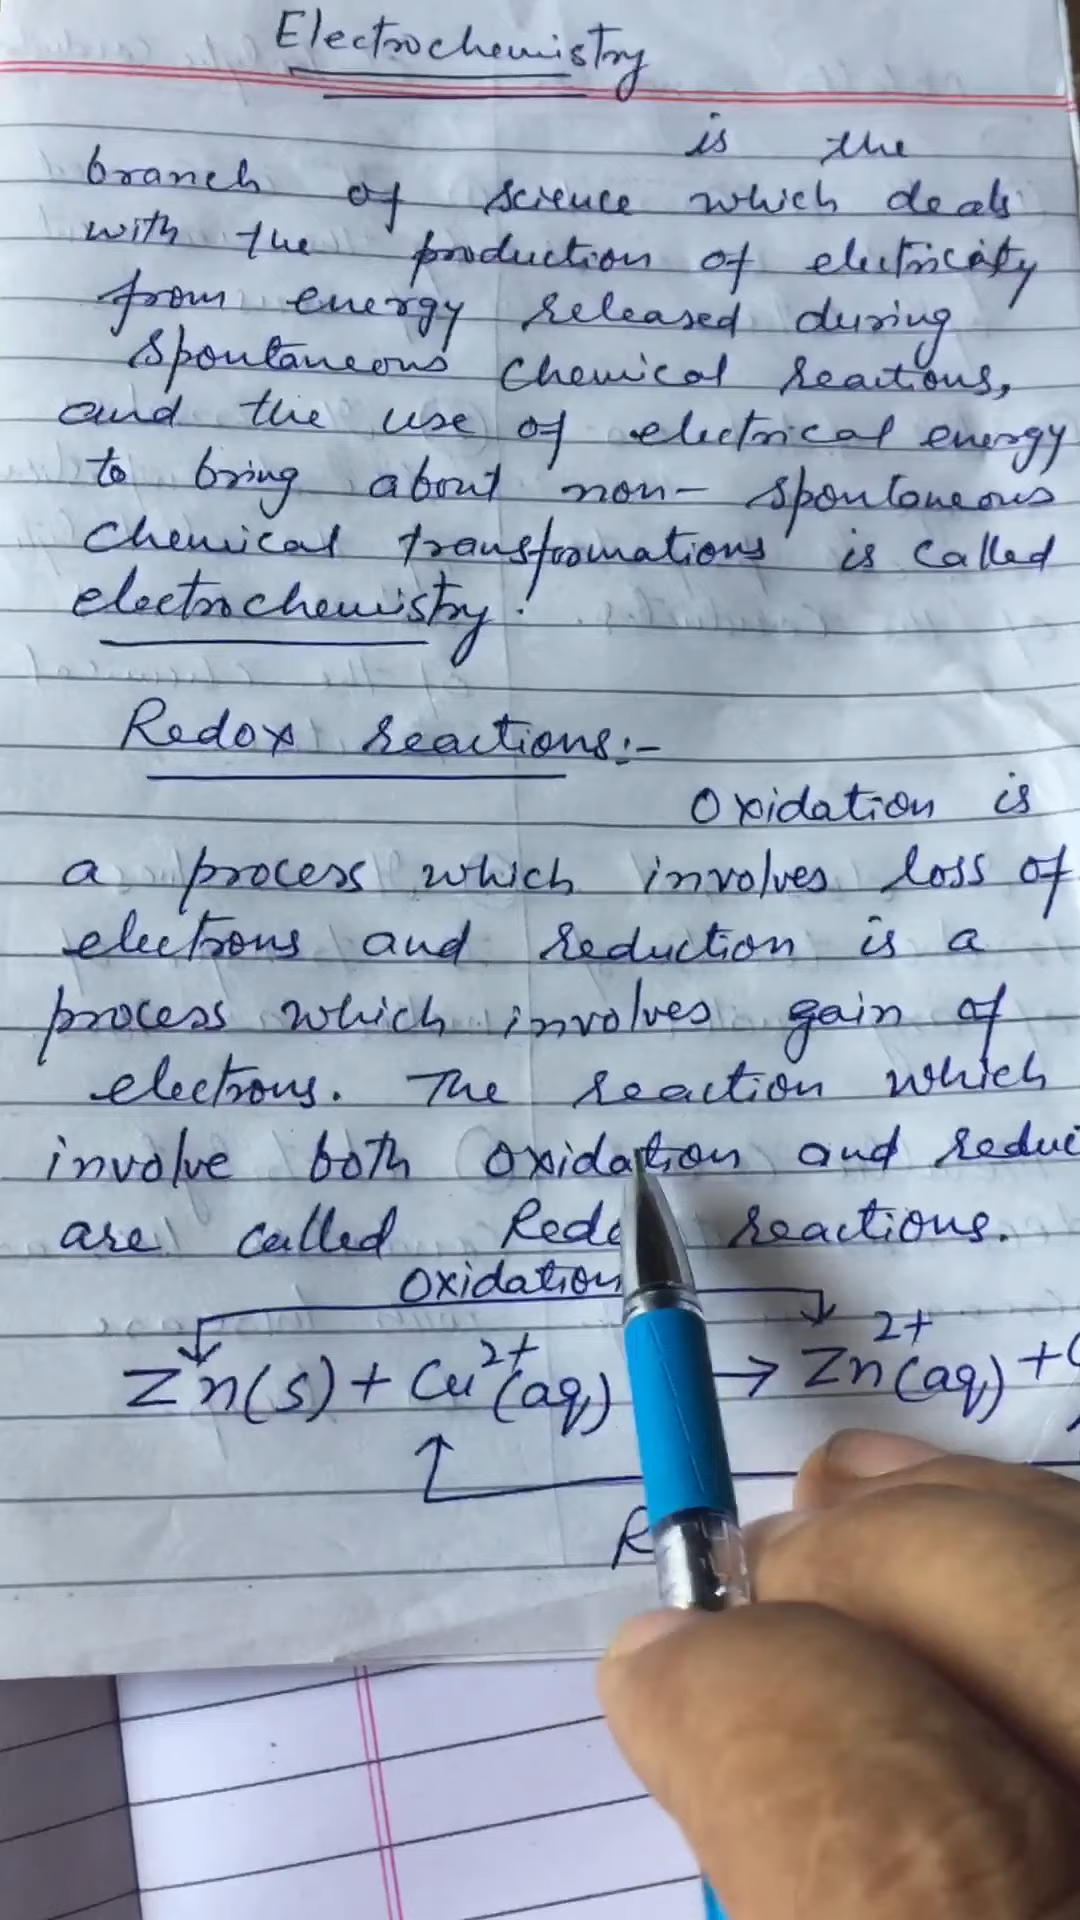 Electrochemistry
is the
branch of science which deals
with the production of electricity
from energy released during
spontaneous chemical reactions,
and the use of electrical energy
to bring about non-spontaneous
chemical transformations is called
electrochemistry.
Redox reactions:-
Oxidation is
a process which involves loss of
electrons and reduction is a
process which involves gain of
electrons. The reaction which
involve both oxidation and
are called reactions.
Oxidation
Zn(s) + Cu²⁺(aq) → Zn²⁺(aq) +